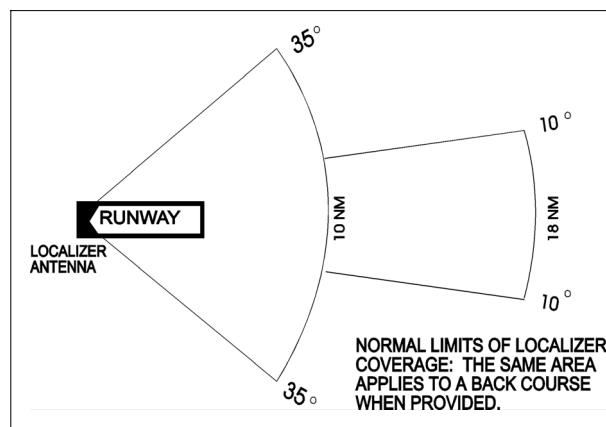 35°
10°
RUNWAY
10 NM
18 NM
LOCALIZER
ANTENNA
10°
35°
NORMAL LIMITS OF LOCALIZER
COVERAGE: THE SAME AREA
APPLIES TO A BACK COURSE
WHEN PROVIDED.